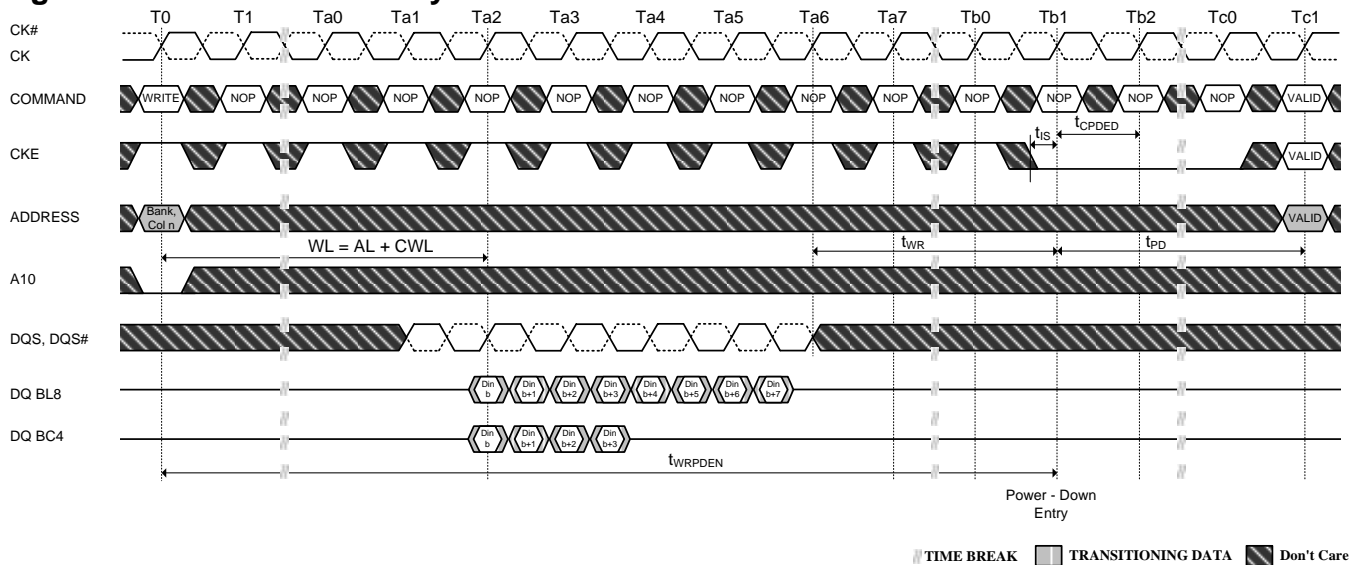 T0 T1 Ta0 Ta1 Ta2 Ta3 Ta4 Ta5 Ta6 Ta7 Tb0 Tb1 Tb2 Tc0 Tc1
CK#
CK
COMMAND WRITE NOP NOP NOP NOP NOP NOP NOP NOP NOP NOP NOP NOP NOP VALID
tIS tCPDED
CKE VALID
ADDRESS Bank, Col n VALID
WL = AL + CWL tWR tPD
A10
DQS, DQS#
DQ BL8 Din b Din b+1 Din b+2 Din b+3 Din b+4 Din b+5 Din b+6 Din b+7
DQ BC4 Din b Din b+1 Din b+2 Din b+3
tWRPDEN
Power - Down
Entry
TIME BREAK TRANSITIONING DATA Don't Care